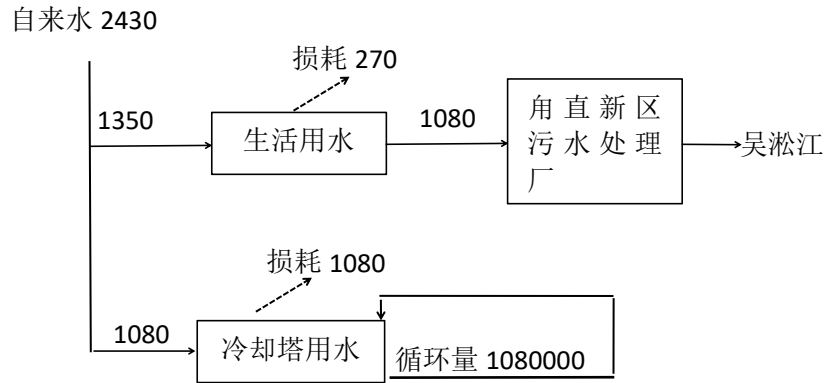 自来水 2430
损耗 270
1350
生活用水
1080
甪直新区
污水处理
厂
吴淞江
损耗 1080
1080
冷却塔用水
循环量 1080000